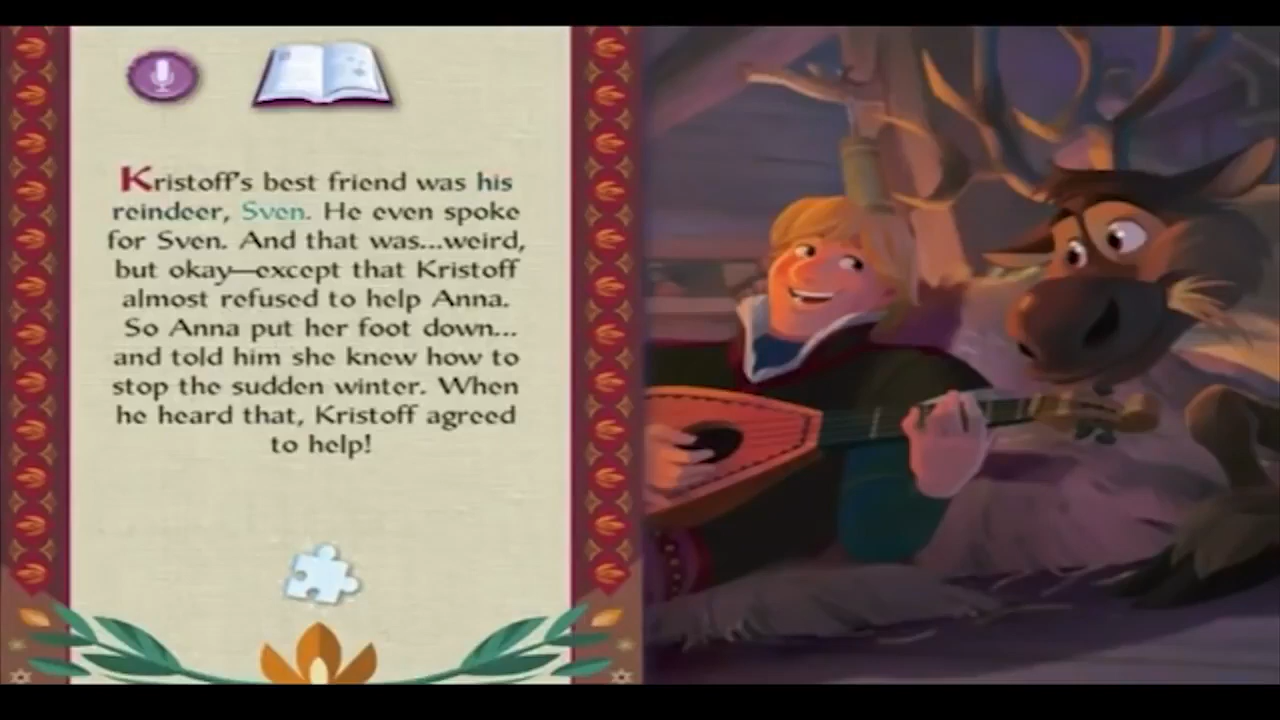 Kristoff's best friend was his
reindeer, Sven. He even spoke
for Sven. And that was...weird,
but okay—except that Kristoff
almost refused to help Anna.
So Anna put her foot down...
and told him she knew how to
stop the sudden winter. When
he heard that, Kristoff agreed
to help!